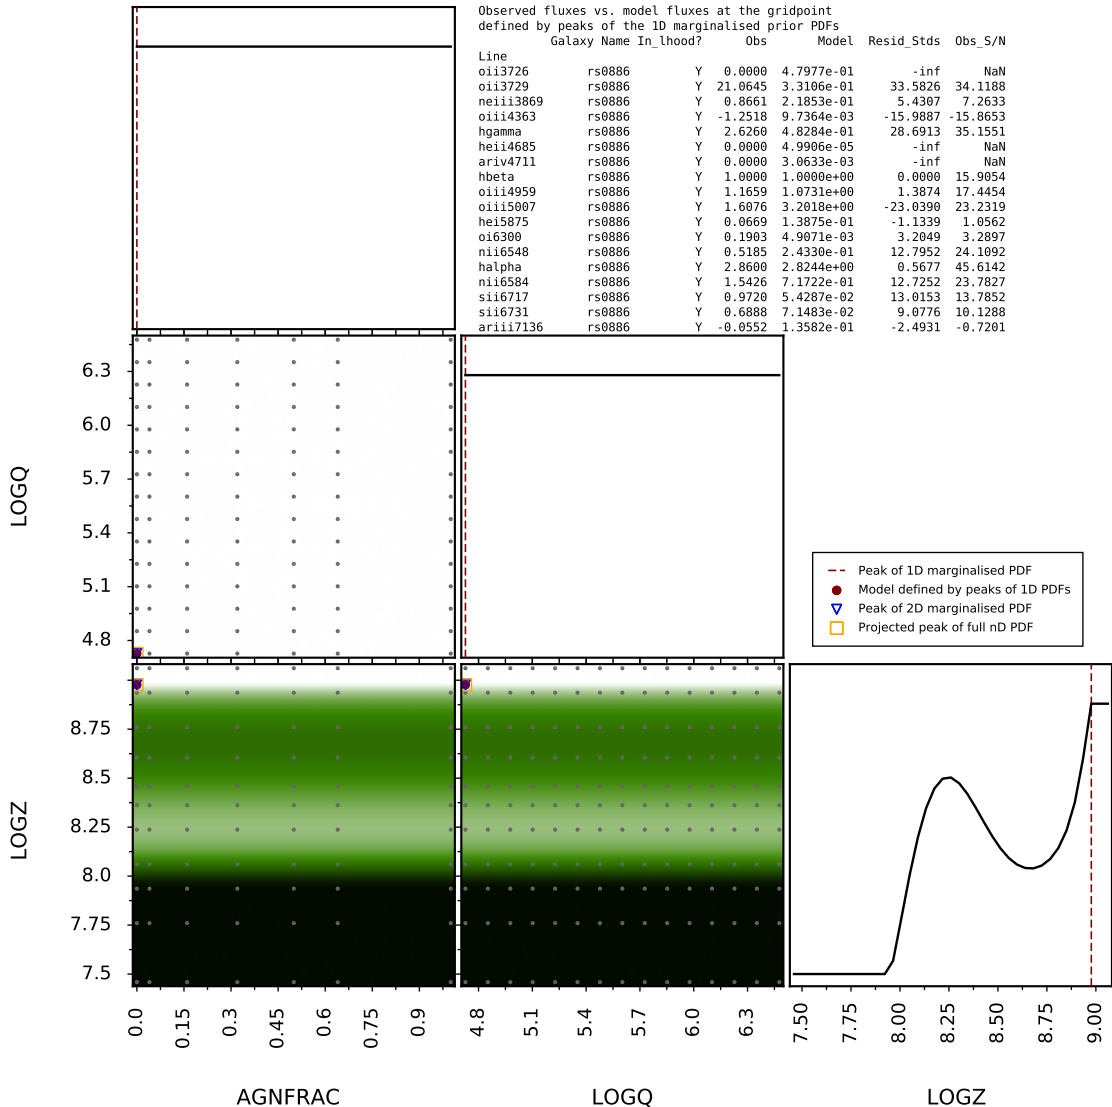 Observed fluxes vs. model fluxes at the gridpoint
defined by peaks of the 1D marginalised prior PDFs
Galaxy Name In_lhood? Obs Model Resid_Stds Obs_S/N
Line
oii3726 rs0886 Y 0.0000 4.7977e-01 -inf NaN
oii3729 rs0886 Y 21.0645 3.3106e-01 33.5826 34.1188
neiii3869 rs0886 Y 0.8661 2.1853e-01 5.4307 7.2633
oiii4363 rs0886 Y -1.2518 9.7364e-03 -15.9887 -15.8653
hgamma rs0886 Y 2.6260 4.8284e-01 28.6913 35.1551
heii4685 rs0886 Y 0.0000 4.9906e-05 -inf NaN
ariv4711 rs0886 Y 0.0000 3.0633e-03 -inf NaN
hbeta rs0886 Y 1.0000 1.0000e+00 0.0000 15.9054
oiii4959 rs0886 Y 1.1659 1.0731e+00 1.3874 17.4454
oiii5007 rs0886 Y 1.6076 3.2018e+00 -23.0390 23.2319
hei5875 rs0886 Y 0.0669 1.3875e-01 -1.1339 1.0562
oi6300 rs0886 Y 0.1903 4.9071e-03 3.2049 3.2897
nii6548 rs0886 Y 0.5185 2.4330e-01 12.7952 24.1092
halpha rs0886 Y 2.8600 2.8244e+00 0.5677 45.6142
nii6584 rs0886 Y 1.5426 7.1722e-01 12.7252 23.7827
sii6717 rs0886 Y 0.9720 5.4287e-02 13.0153 13.7852
sii6731 rs0886 Y 0.6888 7.1483e-02 9.0776 10.1288
ariii7136 rs0886 Y -0.0552 1.3582e-01 -2.4931 -0.7201
LOGQ
6.3
6.0
5.7
5.4
5.1
4.8
Peak of 1D marginalised PDF
Model defined by peaks of 1D PDFs
Peak of 2D marginalised PDF
Projected peak of full nD PDF
LOGZ
8.75
8.5
8.25
8.0
7.75
7.5
0.0 0.15 0.3 0.45 0.6 0.75 0.9
4.8 5.1 5.4 5.7 6.0 6.3
7.50 7.75 8.00 8.25 8.50 8.75 9.00
AGNFRAC LOGQ LOGZ